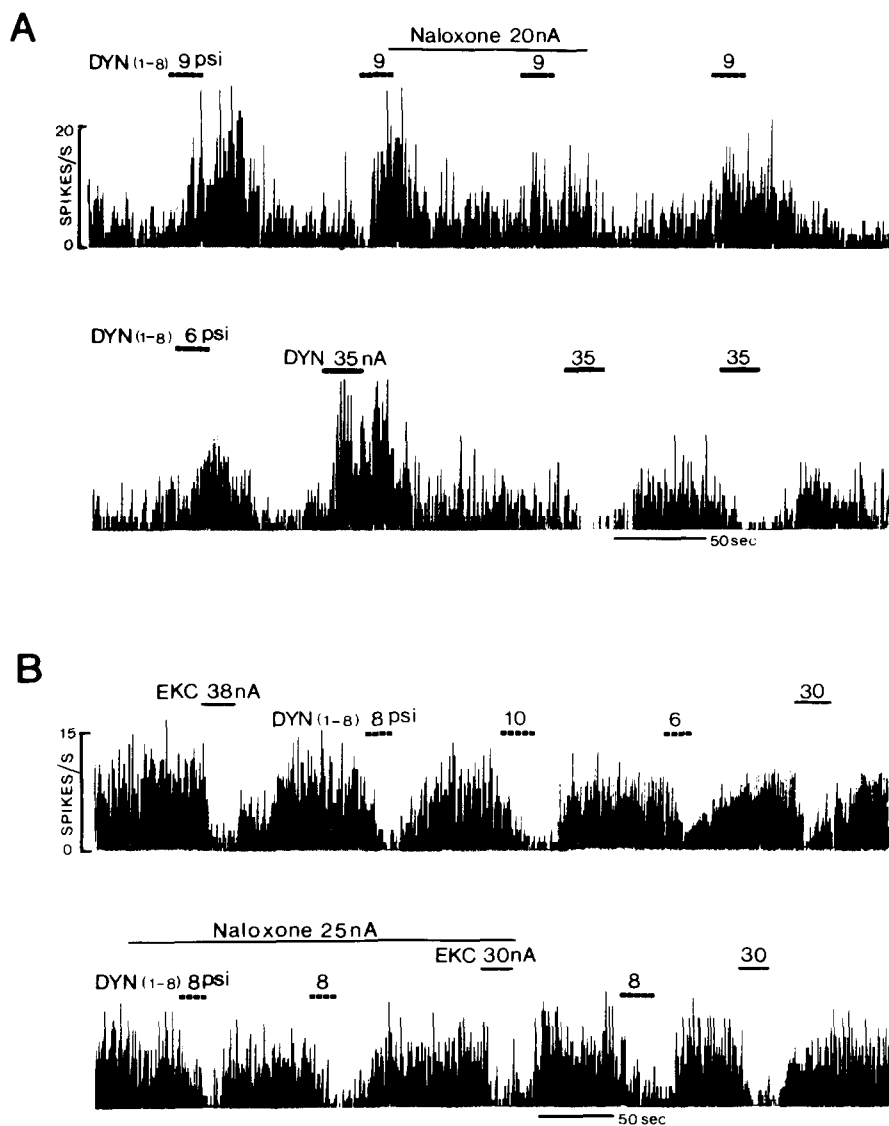 A
Naloxone 20nA
DYN (1-8) 9 psi 9 9 9
20
SPIKES/S
0
DYN (1-8) 6 psi
DYN 35 nA 35 35
50 sec
B
EKC 38nA 30
DYN (1-8) 8 psi 10 6
15
SPIKES/S
0
Naloxone 25nA
EKC 30nA 30
DYN (1-8) 8 psi 8 8
50 sec